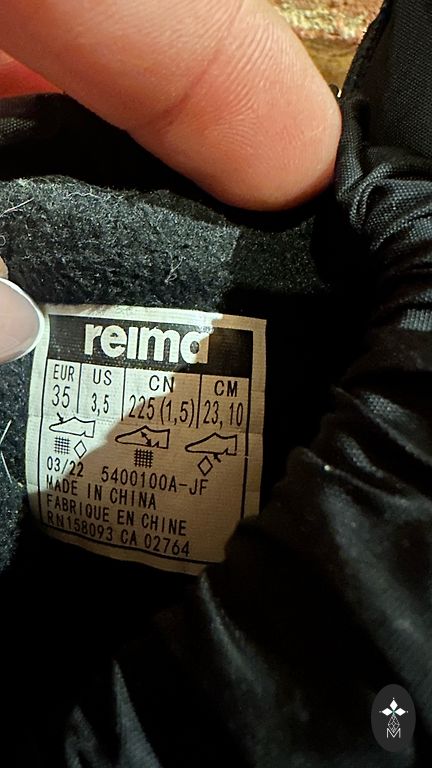 reima
EUR US CN CM
35 3,5 225(1,5) 23,10
03/22 5400100A-JF
MADE IN CHINA
FABRIQUE EN CHINE
RN158093 CA 02764
M